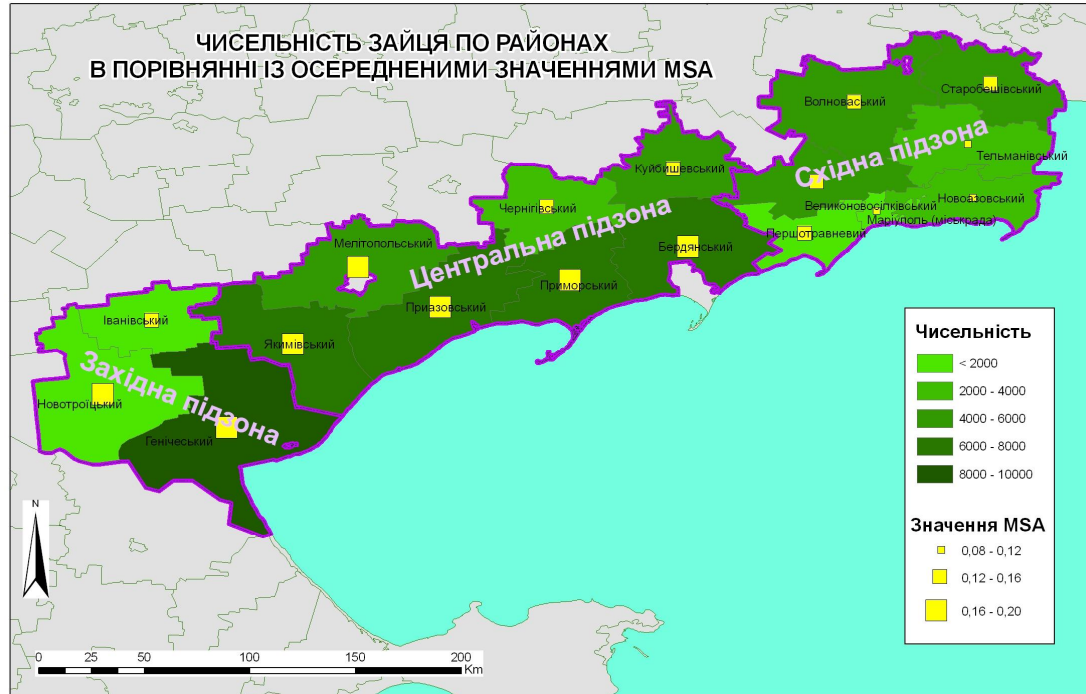 ЧИСЕЛЬНІСТЬ ЗАЙЦЯ ПО РАЙОНАХ
В ПОРІВНЯННІ ІЗ ОСЕРЕДНЕНИМИ ЗНАЧЕННЯМИ MSA
Старобешівський
Волноваський
Східна підзона
Тельманівський
Куйбишевський
Новоазовський
Великоновосілківський
Маріуполь (міськрада)
Першотравневий
Чернігівський
Центральна підзона
Бердянський
Мелітопольський
Приморський
Приазовський
Іванівський
Якимівський
Західна підзона
Новотроїцький
Генічеський
Чисельність
< 2000
2000 - 4000
4000 - 6000
6000 - 8000
8000 - 10000
Значення MSA
0,08 - 0,12
0,12 - 0,16
0,16 - 0,20
N
0 25 50 100 150 200
Km